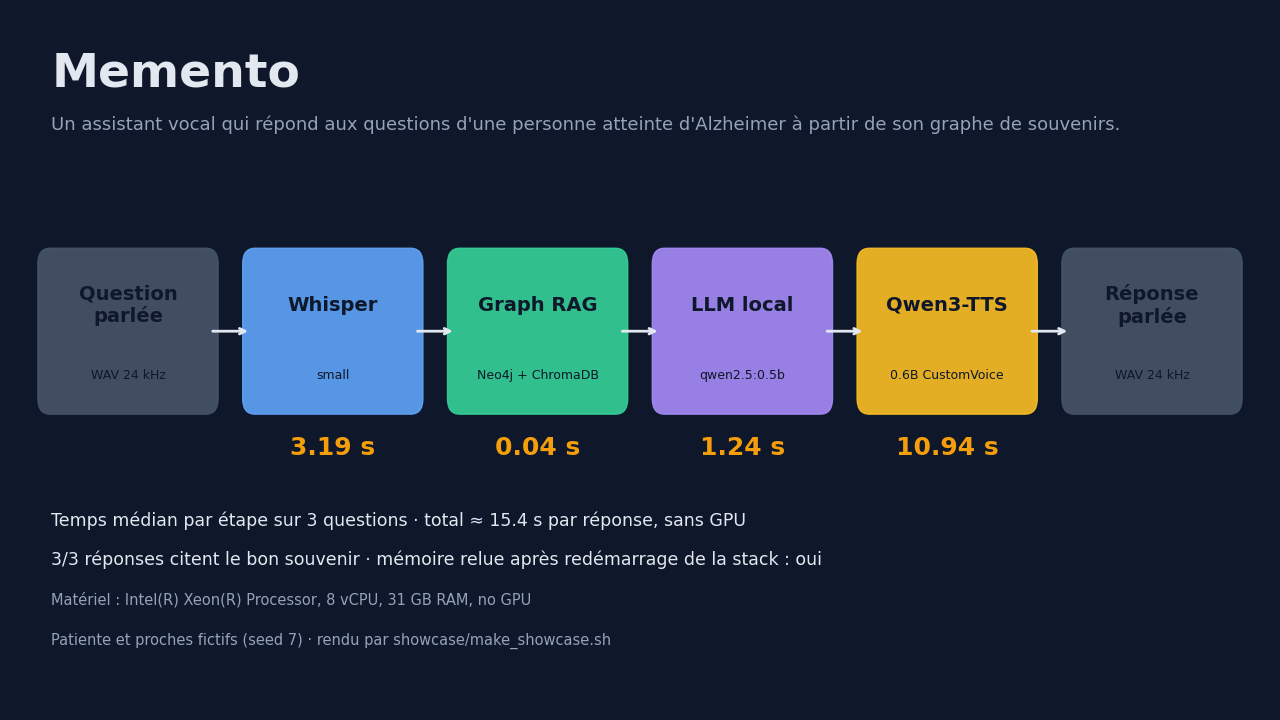 Memento
Un assistant vocal qui répond aux questions d'une personne atteinte d'Alzheimer à partir de son graphe de souvenirs.
Question
parlée
WAV 24 kHz
Whisper
small
3.19 s
Graph RAG
Neo4j + ChromaDB
0.04 s
LLM local
qwen2.5:0.5b
1.24 s
Qwen3-TTS
0.6B CustomVoice
10.94 s
Réponse
parlée
WAV 24 kHz
Temps médian par étape sur 3 questions · total ≈ 15.4 s par réponse, sans GPU
3/3 réponses citent le bon souvenir · mémoire relue après redémarrage de la stack : oui
Matériel : Intel(R) Xeon(R) Processor, 8 vCPU, 31 GB RAM, no GPU
Patiente et proches fictifs (seed 7) · rendu par showcase/make_showcase.sh